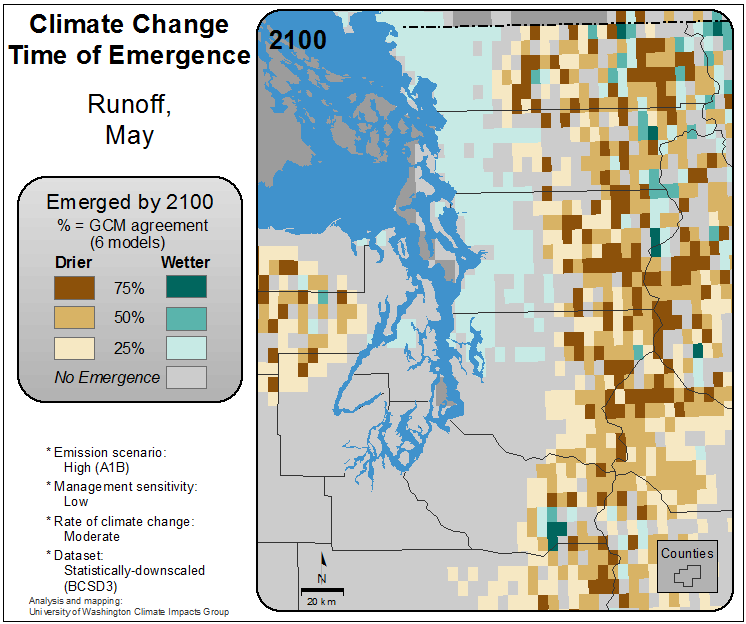 Climate Change
Time of Emergence
Runoff,
May
Emerged by 2100
% = GCM agreement
(6 models)
Drier Wetter
75%
50%
25%
No Emergence
* Emission scenario:
High (A1B)
* Management sensitivity:
Low
* Rate of climate change:
Moderate
* Dataset:
Statistically-downscaled
(BCSD3)
Analysis and mapping:
University of Washington Climate Impacts Group
2100
N
20 km
Counties